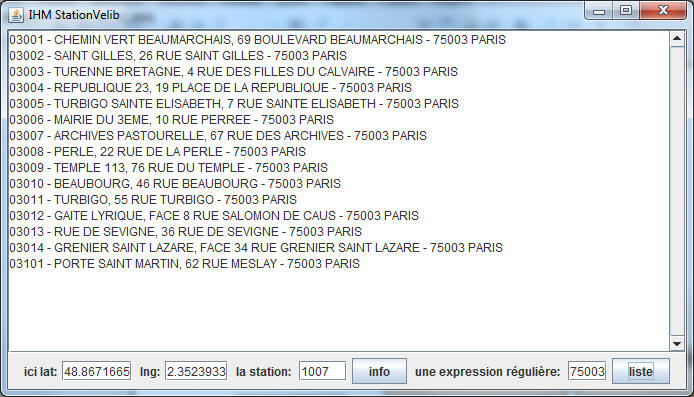 IHM StationVelib
03001 - CHEMIN VERT BEAUMARCHAIS, 69 BOULEVARD BEAUMARCHAIS - 75003 PARIS
03002 - SAINT GILLES, 26 RUE SAINT GILLES - 75003 PARIS
03003 - TURENNE BRETAGNE, 4 RUE DES FILLES DU CALVAIRE - 75003 PARIS
03004 - REPUBLIQUE 23, 19 PLACE DE LA REPUBLIQUE - 75003 PARIS
03005 - TURBIGO SAINTE ELISABETH, 7 RUE SAINTE ELISABETH - 75003 PARIS
03006 - MAIRIE DU 3EME, 10 RUE PERREE - 75003 PARIS
03007 - ARCHIVES PASTOURELLE, 67 RUE DES ARCHIVES - 75003 PARIS
03008 - PERLE, 22 RUE DE LA PERLE - 75003 PARIS
03009 - TEMPLE 113, 76 RUE DU TEMPLE - 75003 PARIS
03010 - BEAUBOURG, 46 RUE BEAUBOURG - 75003 PARIS
03011 - TURBIGO, 55 RUE TURBIGO - 75003 PARIS
03012 - GAITE LYRIQUE, FACE 8 RUE SALOMON DE CAUS - 75003 PARIS
03013 - RUE DE SEVIGNE, 36 RUE DE SEVIGNE - 75003 PARIS
03014 - GRENIER SAINT LAZARE, FACE 34 RUE GRENIER SAINT LAZARE - 75003 PARIS
03101 - PORTE SAINT MARTIN, 62 RUE MESLAY - 75003 PARIS
ici lat: 48.8671665 lng: 2.3523933 la station: 1007 info une expression régulière: 75003 liste